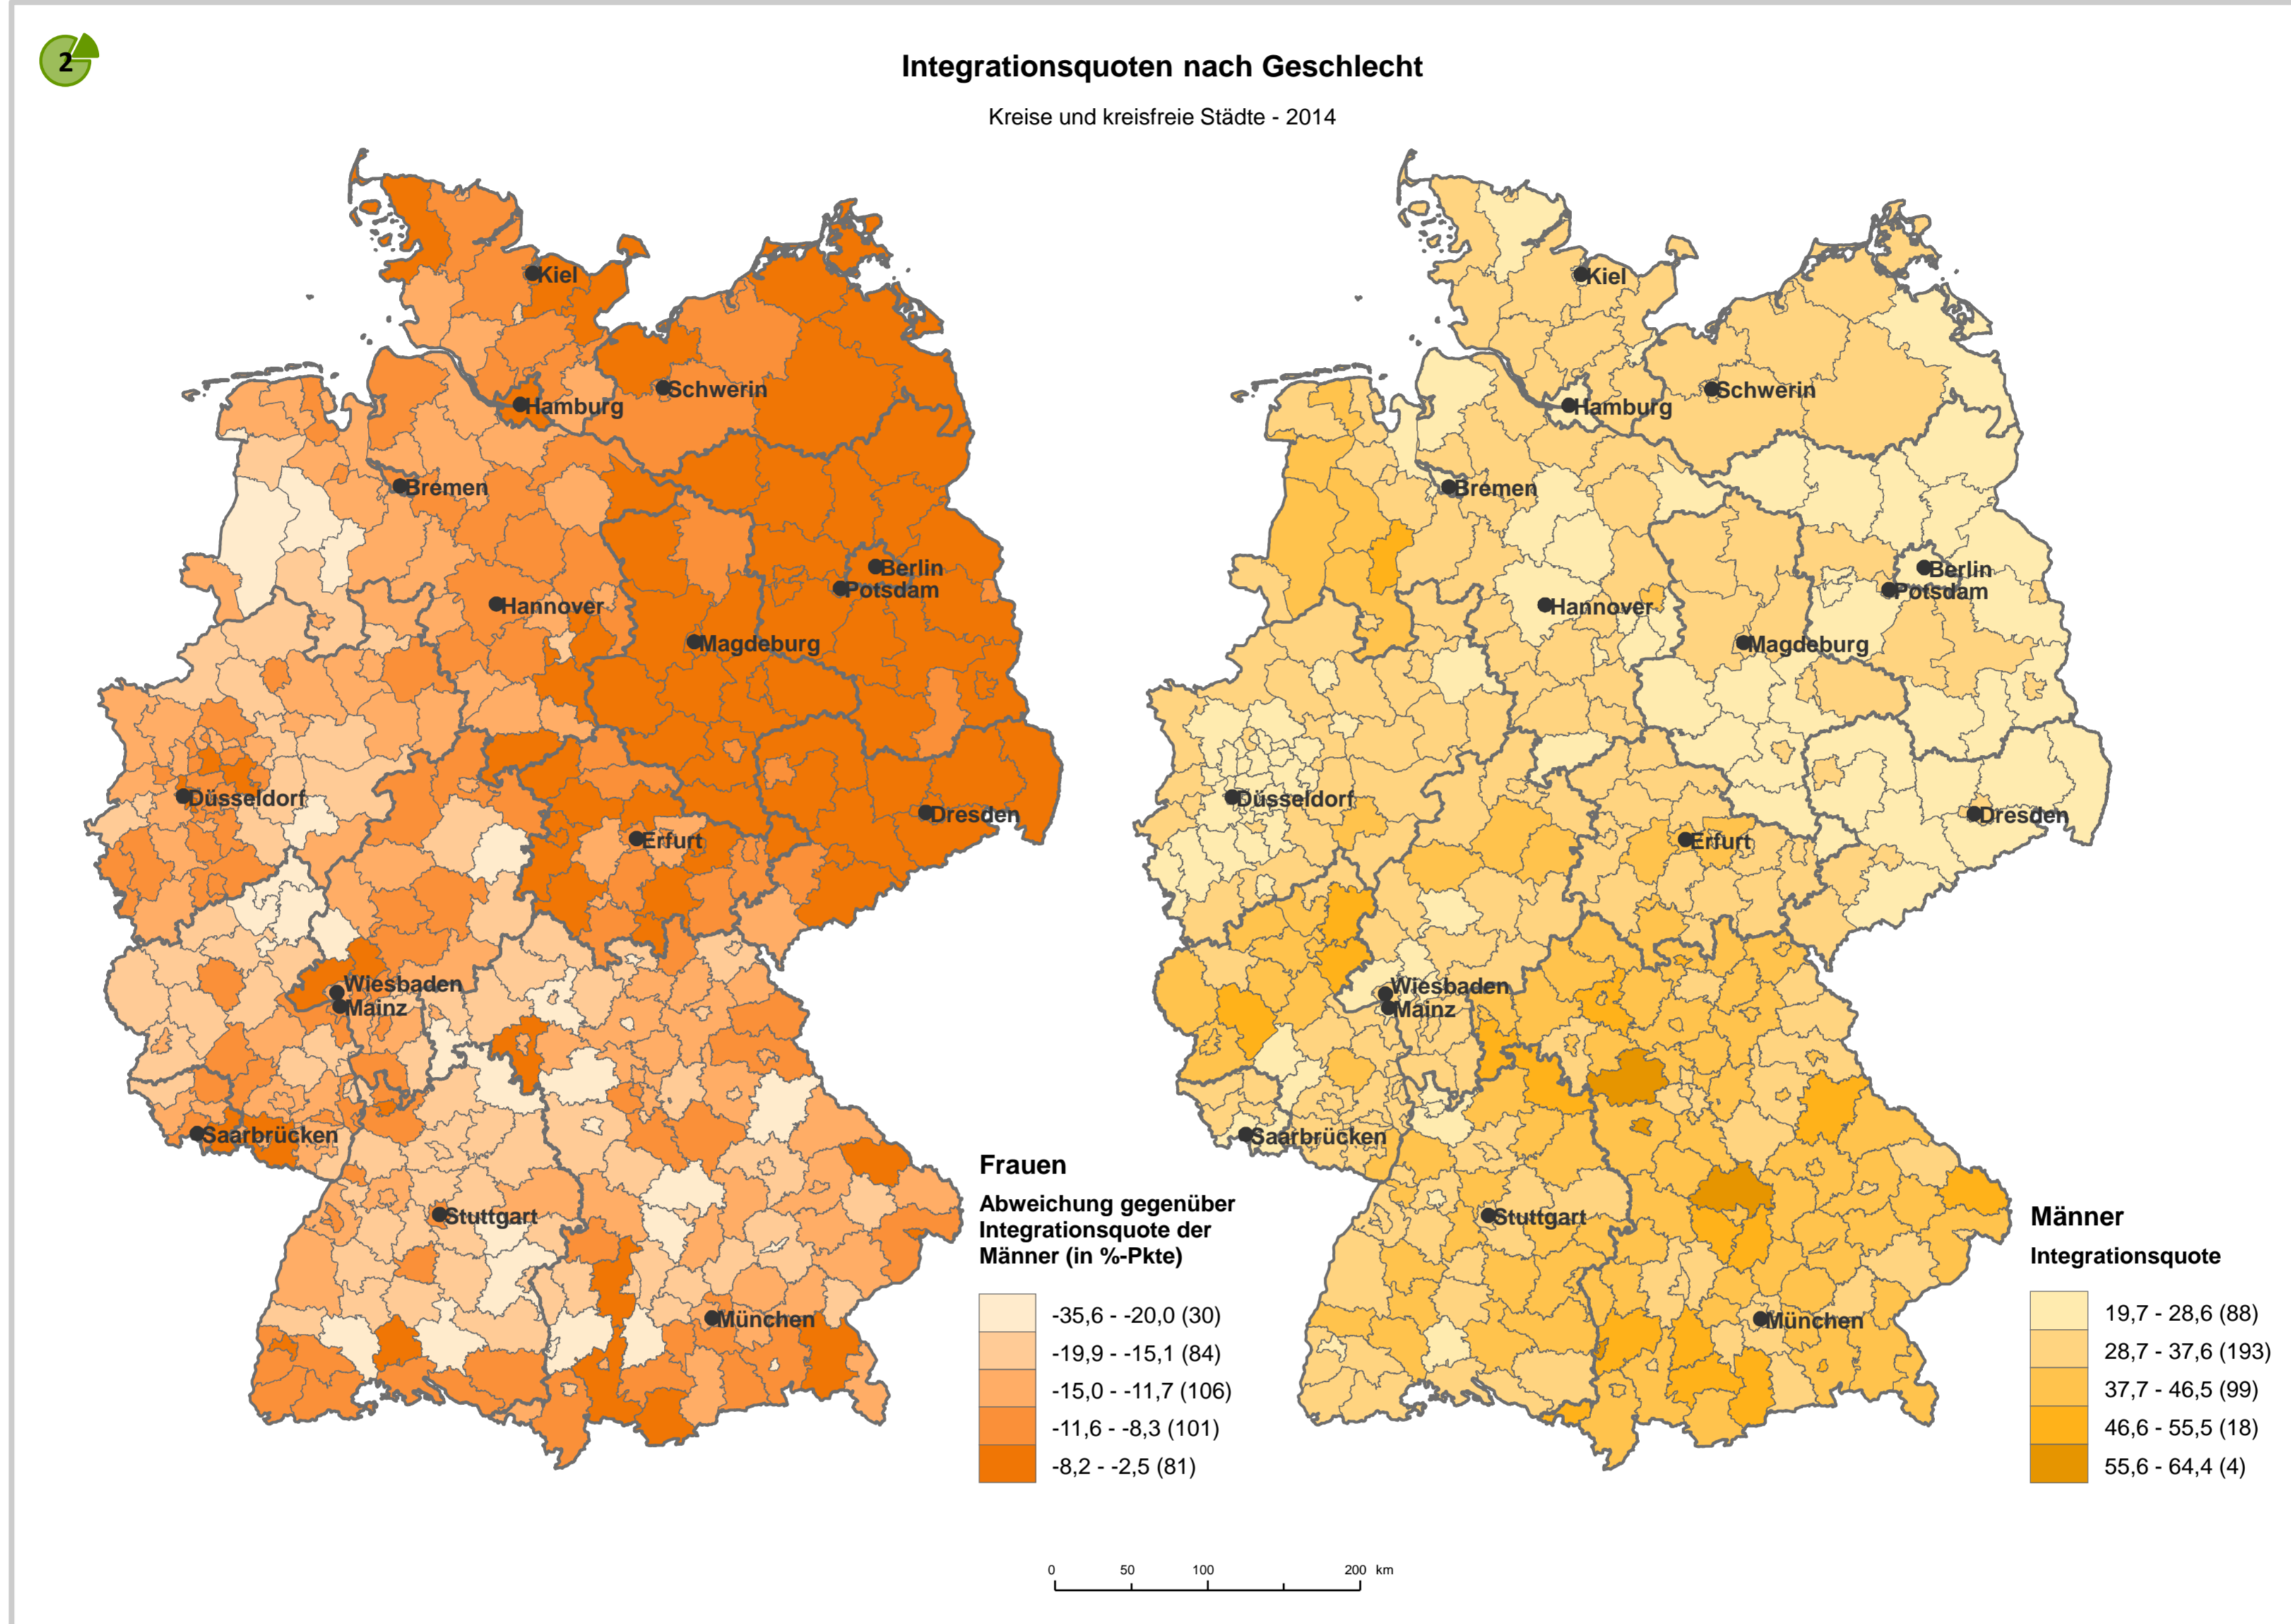 2
Integrationsquoten nach Geschlecht
Kreise und kreisfreie Städte - 2014
Kiel
Schwerin
Hamburg
Bremen
Berlin
Potsdam
Hannover
Magdeburg
Düsseldorf
Dresden
Erfurt
Wiesbaden
Mainz
Saarbrücken
Stuttgart
München
Frauen
Abweichung gegenüber
Integrationsquote der
Männer (in %-Pkte)
-35,6 - -20,0 (30)
-19,9 - -15,1 (84)
-15,0 - -11,7 (106)
-11,6 - -8,3 (101)
-8,2 - -2,5 (81)
Kiel
Schwerin
Hamburg
Bremen
Berlin
Potsdam
Hannover
Magdeburg
Düsseldorf
Dresden
Erfurt
Wiesbaden
Mainz
Saarbrücken
Stuttgart
München
Männer
Integrationsquote
19,7 - 28,6 (88)
28,7 - 37,6 (193)
37,7 - 46,5 (99)
46,6 - 55,5 (18)
55,6 - 64,4 (4)
0 50 100 200 km